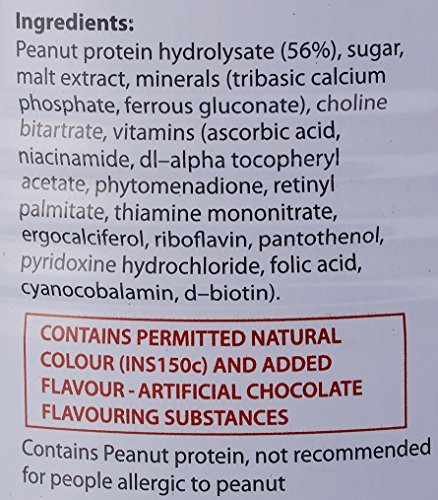 Ingredients:
Peanut protein hydrolysate (56%), sugar,
malt extract, minerals (tribasic calcium
phosphate, ferrous gluconate), choline
bitartrate, vitamins (ascorbic acid,
niacinamide, dl–alpha tocopheryl
acetate, phytomenadione, retinyl
palmitate, thiamine mononitrate,
ergocalciferol, riboflavin, pantothenol,
pyridoxine hydrochloride, folic acid,
cyanocobalamin, d–biotin).
CONTAINS PERMITTED NATURAL
COLOUR (INS150c) AND ADDED
FLAVOUR - ARTIFICIAL CHOCOLATE
FLAVOURING SUBSTANCES
Contains Peanut protein, not recommended
for people allergic to peanut